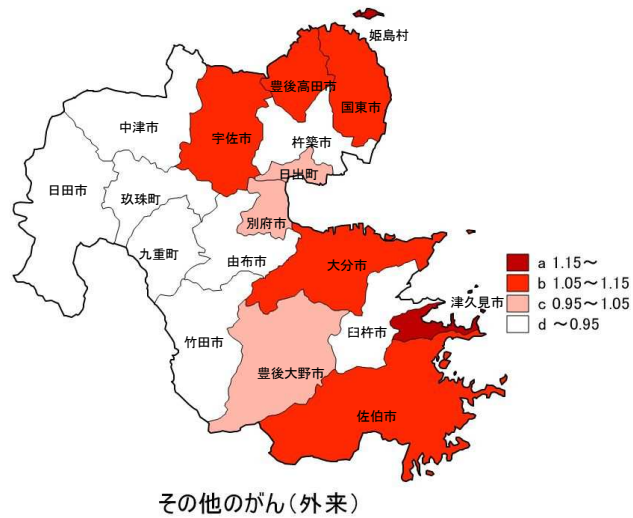 姫島村
豊後高田市
国東市
中津市
宇佐市
杵築市
日出町
日田市
玖珠町
別府市
九重町
由布市
大分市
a 1.15～
b 1.05～1.15
c 0.95～1.05
d ～0.95
津久見市
臼杵市
竹田市
豊後大野市
佐伯市
その他のがん(外来)